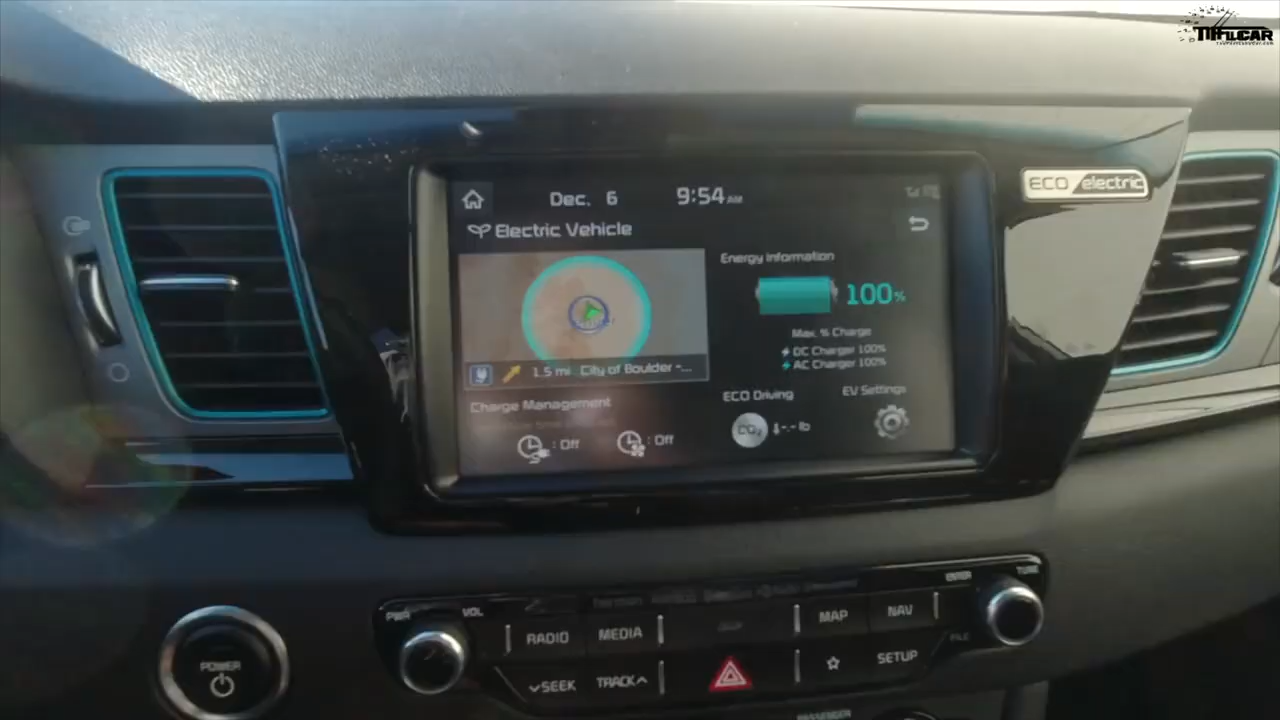 TFLCAR
Dec. 6 9:54 AM
Electric Vehicle
ECO/electric
Energy Information
100%
Max. % Charge
DC Charger 100%
AC Charger 100%
1.5 mi City of Boulder -...
Charge Management
: Off : Off
ECO Driving
CO2 -.- lb
EV Settings
PWR VOL
RADIO MEDIA
MAP NAV
ENTER TUNE
FILE
SEEK TRACK
SETUP
POWER
PASSENGER